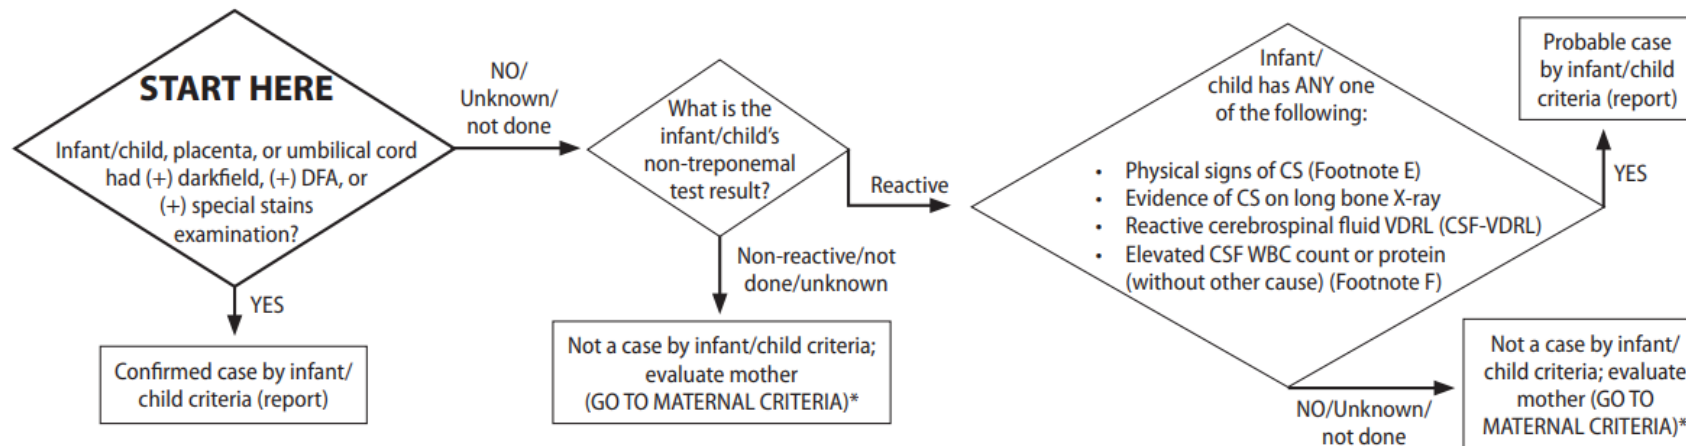 START HERE
Infant/child, placenta, or umbilical cord
had (+) darkfield, (+) DFA, or
(+) special stains
examination?
NO/
Unknown/
not done
YES
Confirmed case by infant/
child criteria (report)
What is the
infant/child's
non-treponemal
test result?
Reactive
Non-reactive/not
done/unknown
Not a case by infant/child criteria;
evaluate mother
(GO TO MATERNAL CRITERIA)*
Infant/
child has ANY one
of the following:
• Physical signs of CS (Footnote E)
• Evidence of CS on long bone X-ray
• Reactive cerebrospinal fluid VDRL (CSF-VDRL)
• Elevated CSF WBC count or protein
(without other cause) (Footnote F)
YES
Probable case
by infant/child
criteria (report)
NO/Unknown/
not done
Not a case by infant/
child criteria; evaluate
mother (GO TO
MATERNAL CRITERIA)*